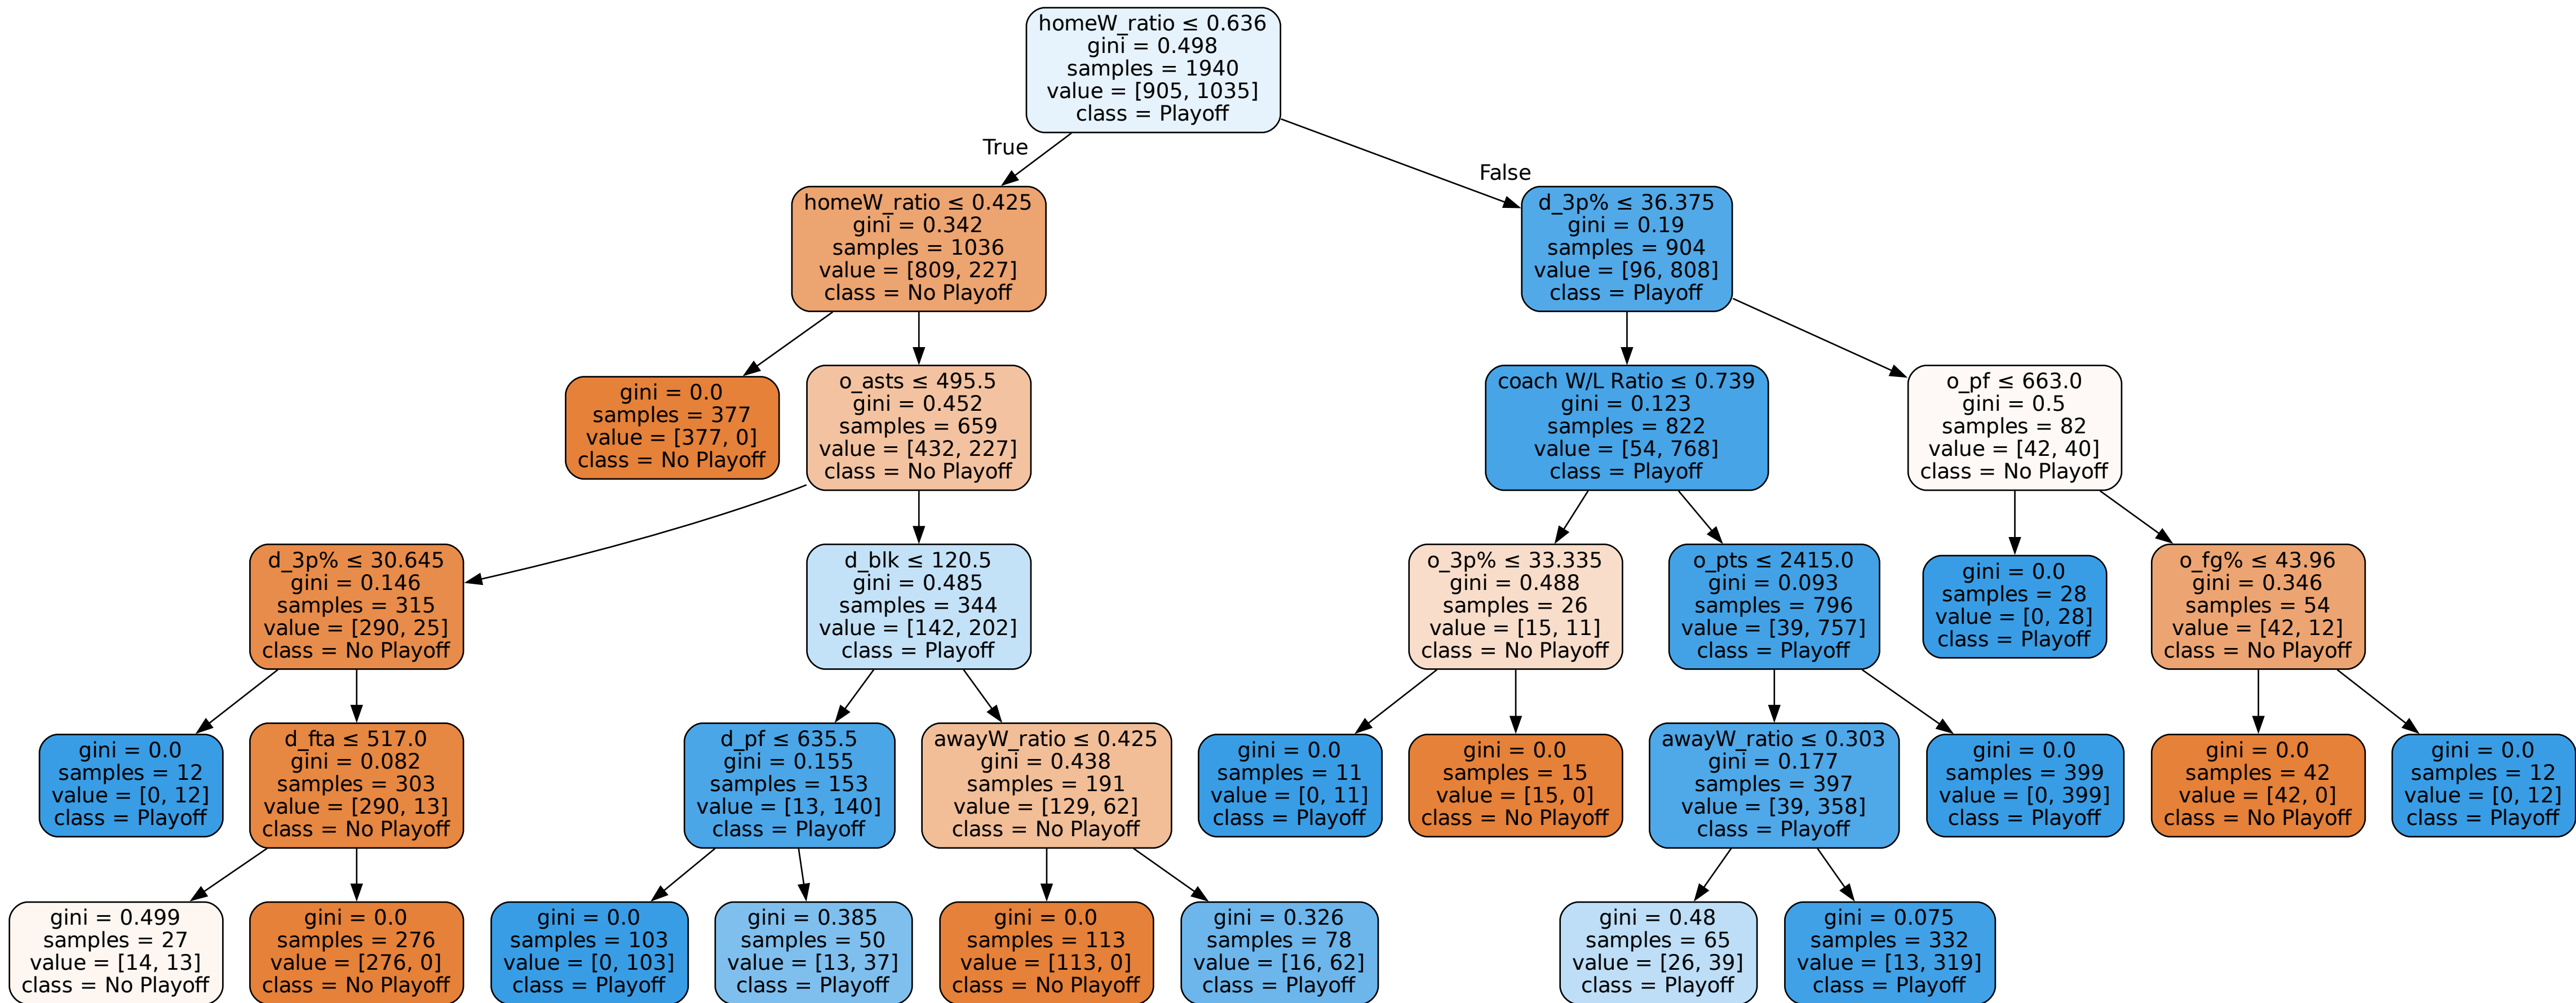 homeW_ratio ≤ 0.636
gini = 0.498
samples = 1940
value = [905, 1035]
class = Playoff
True
False
homeW_ratio ≤ 0.425
gini = 0.342
samples = 1036
value = [809, 227]
class = No Playoff
d_3p% ≤ 36.375
gini = 0.19
samples = 904
value = [96, 808]
class = Playoff
gini = 0.0
samples = 377
value = [377, 0]
class = No Playoff
o_asts ≤ 495.5
gini = 0.452
samples = 659
value = [432, 227]
class = No Playoff
coach W/L Ratio ≤ 0.739
gini = 0.123
samples = 822
value = [54, 768]
class = Playoff
o_pf ≤ 663.0
gini = 0.5
samples = 82
value = [42, 40]
class = No Playoff
d_3p% ≤ 30.645
gini = 0.146
samples = 315
value = [290, 25]
class = No Playoff
d_blk ≤ 120.5
gini = 0.485
samples = 344
value = [142, 202]
class = Playoff
o_3p% ≤ 33.335
gini = 0.488
samples = 26
value = [15, 11]
class = No Playoff
o_pts ≤ 2415.0
gini = 0.093
samples = 796
value = [39, 757]
class = Playoff
gini = 0.0
samples = 28
value = [0, 28]
class = Playoff
o_fg% ≤ 43.96
gini = 0.346
samples = 54
value = [42, 12]
class = No Playoff
gini = 0.0
samples = 12
value = [0, 12]
class = Playoff
d_fta ≤ 517.0
gini = 0.082
samples = 303
value = [290, 13]
class = No Playoff
d_pf ≤ 635.5
gini = 0.155
samples = 153
value = [13, 140]
class = Playoff
awayW_ratio ≤ 0.425
gini = 0.438
samples = 191
value = [129, 62]
class = No Playoff
gini = 0.0
samples = 11
value = [0, 11]
class = Playoff
gini = 0.0
samples = 15
value = [15, 0]
class = No Playoff
awayW_ratio ≤ 0.303
gini = 0.177
samples = 397
value = [39, 358]
class = Playoff
gini = 0.0
samples = 399
value = [0, 399]
class = Playoff
gini = 0.0
samples = 42
value = [42, 0]
class = No Playoff
gini = 0.0
samples = 12
value = [0, 12]
class = Playoff
gini = 0.499
samples = 27
value = [14, 13]
class = No Playoff
gini = 0.0
samples = 276
value = [276, 0]
class = No Playoff
gini = 0.0
samples = 103
value = [0, 103]
class = Playoff
gini = 0.385
samples = 50
value = [13, 37]
class = Playoff
gini = 0.0
samples = 113
value = [113, 0]
class = No Playoff
gini = 0.326
samples = 78
value = [16, 62]
class = Playoff
gini = 0.48
samples = 65
value = [26, 39]
class = Playoff
gini = 0.075
samples = 332
value = [13, 319]
class = Playoff